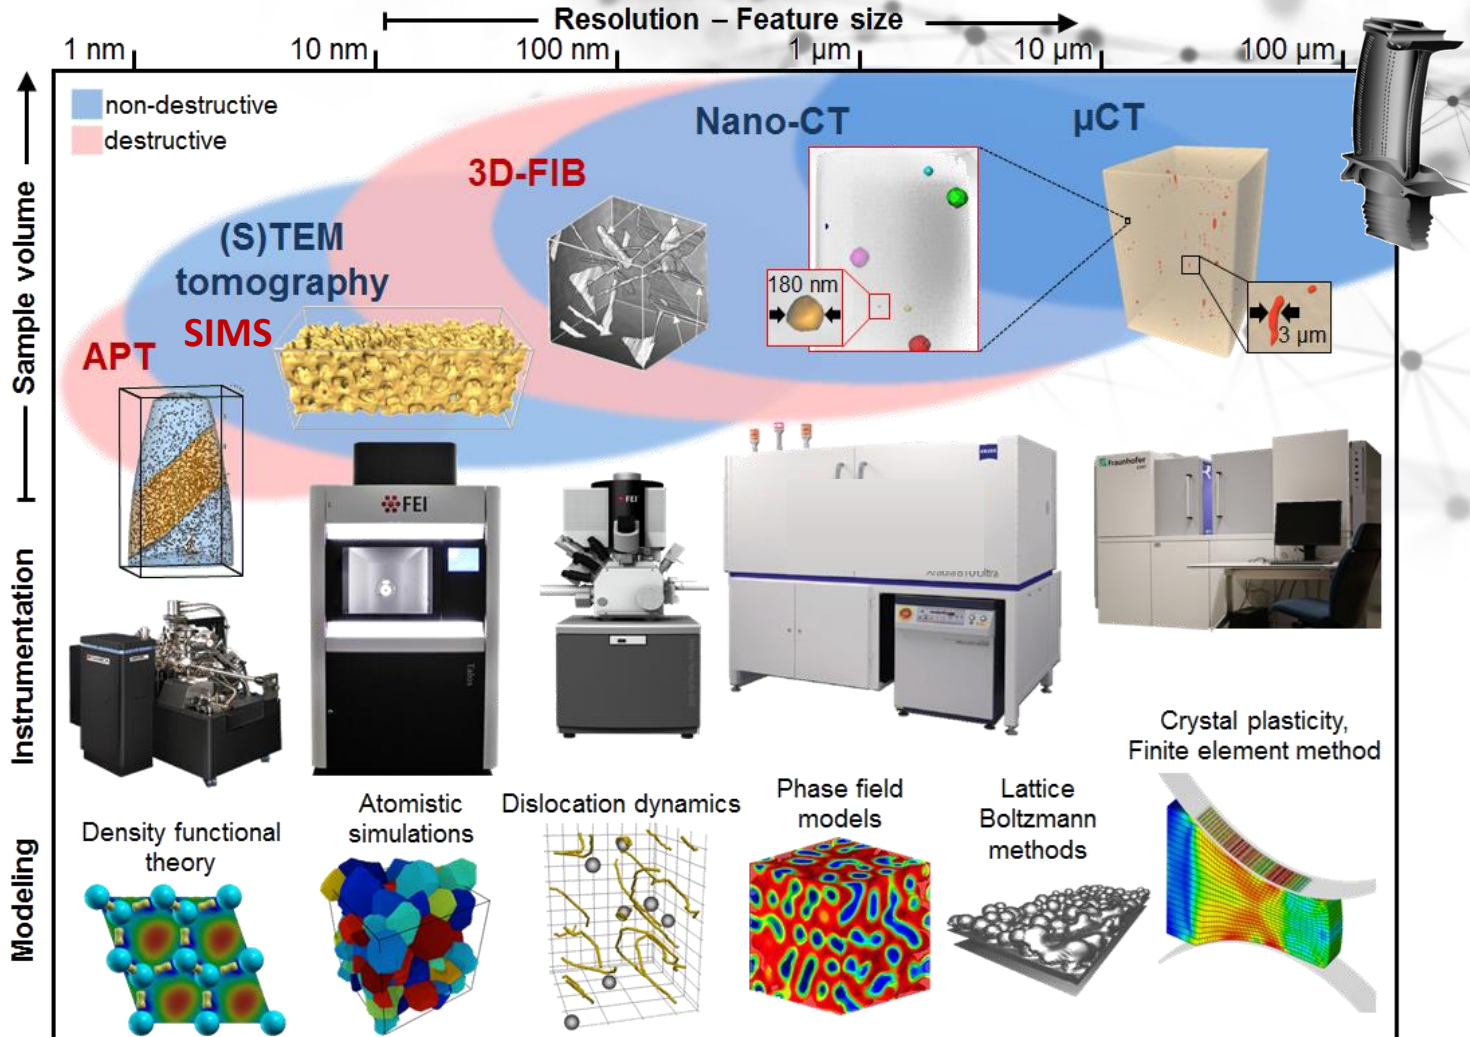 Resolution – Feature size
1 nm
10 nm
100 nm
1 µm
10 µm
100 µm
non-destructive
destructive
Sample volume
Nano-CT
µCT
3D-FIB
(S)TEM
tomography
SIMS
APT
180 nm
3 µm
Instrumentation
FEI
Talos
FEI
ZEISS
Fraunhofer
Modeling
Density functional
theory
Atomistic
simulations
Dislocation dynamics
Phase field
models
Lattice
Boltzmann
methods
Crystal plasticity,
Finite element method